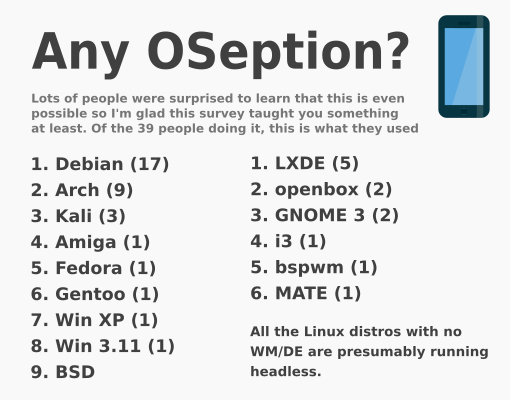 Any OSeption?
Lots of people were surprised to learn that this is even
possible so I'm glad this survey taught you something
at least. Of the 39 people doing it, this is what they used
1. Debian (17)
2. Arch (9)
3. Kali (3)
4. Amiga (1)
5. Fedora (1)
6. Gentoo (1)
7. Win XP (1)
8. Win 3.11 (1)
9. BSD
1. LXDE (5)
2. openbox (2)
3. GNOME 3 (2)
4. i3 (1)
5. bspwm (1)
6. MATE (1)
All the Linux distros with no
WM/DE are presumably running
headless.